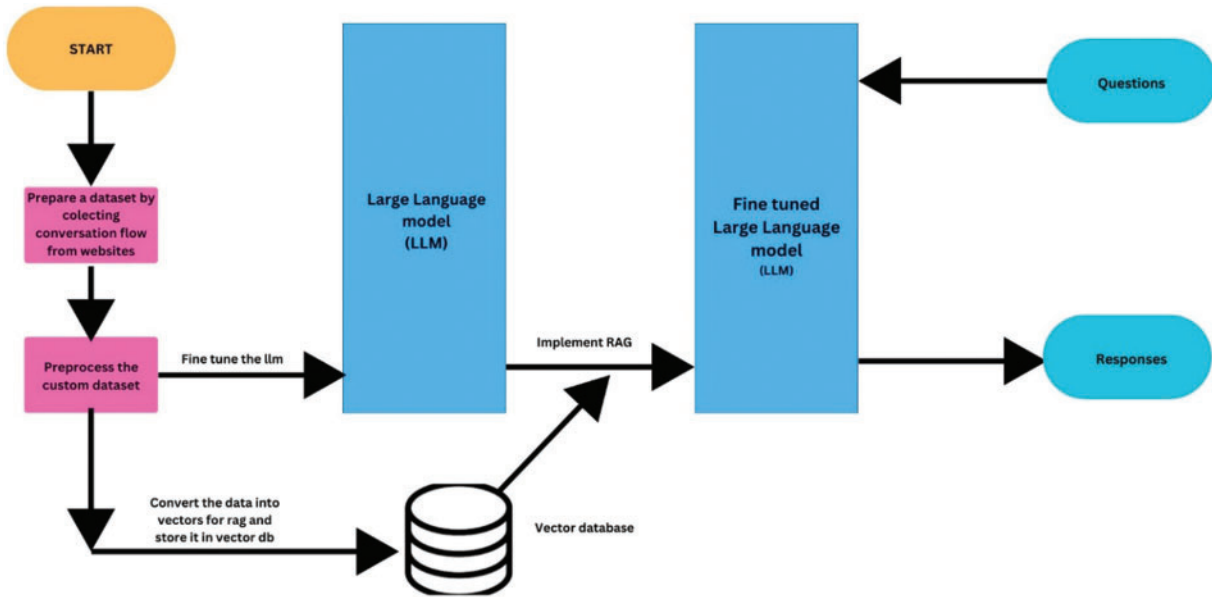 START
Prepare a dataset by
colecting
conversation flow
from websites
Preprocess the
custom dataset
Fine tune the llm
Large Language
model
(LLM)
Implement RAG
Fine tuned
Large Language
model
(LLM)
Questions
Responses
Convert the data into
vectors for rag and
store it in vector db
Vector database